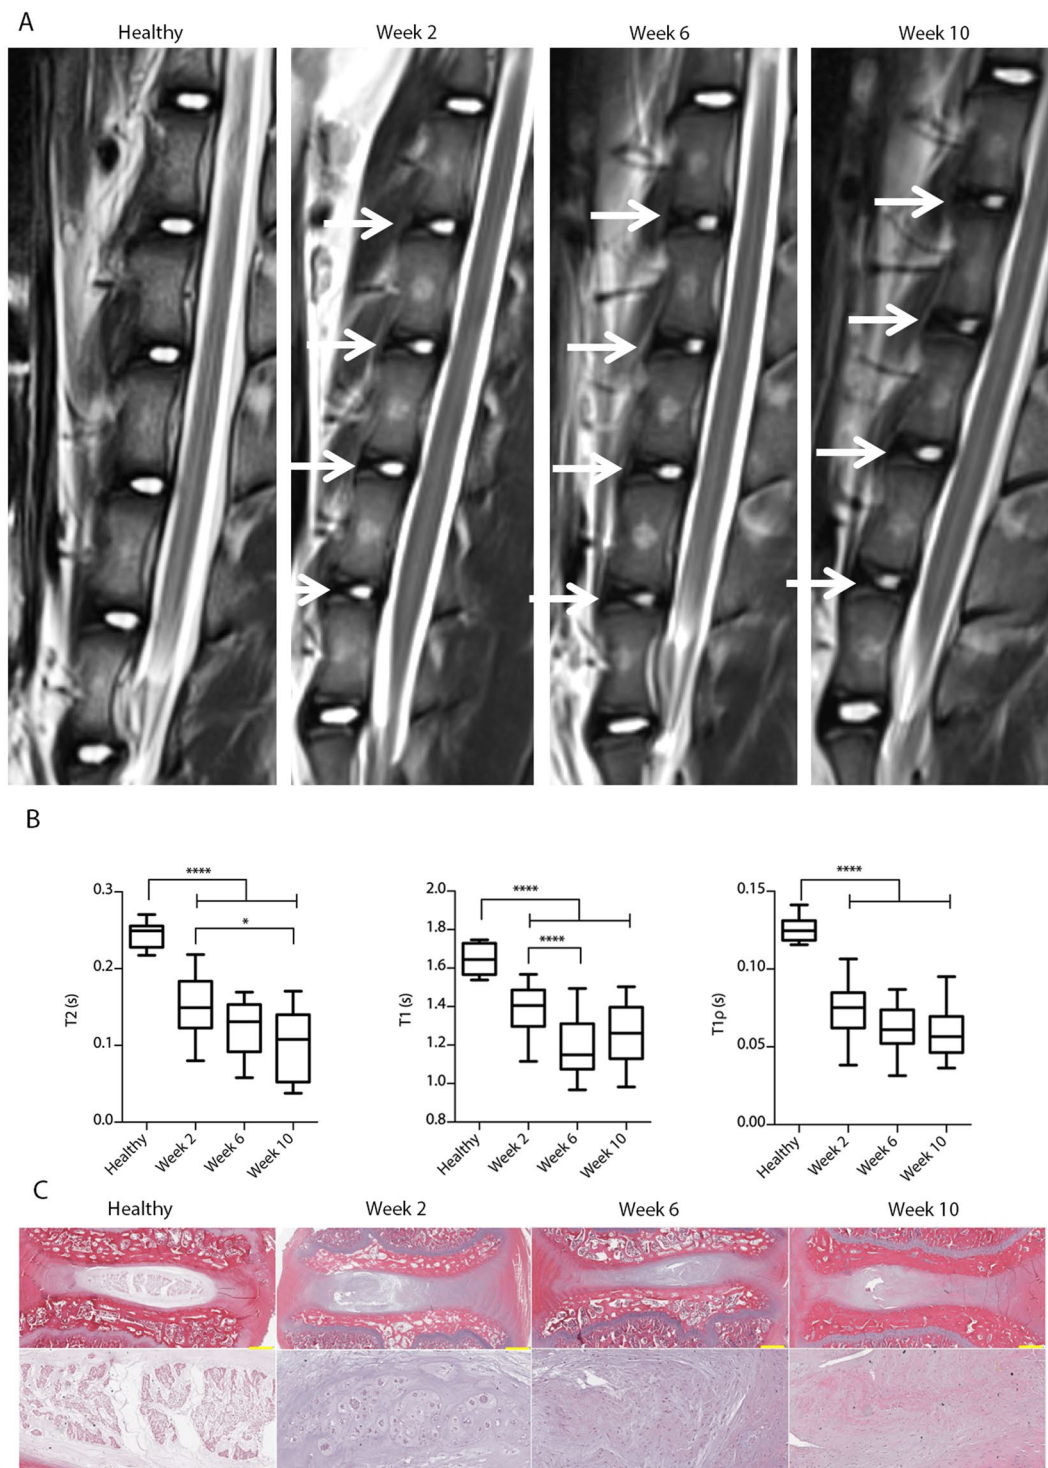 A
Healthy Week 2 Week 6 Week 10
B
****
*
T2 (s)
0.3
0.2
0.1
0.0
Healthy Week 2 Week 6 Week 10
****
****
T1 (s)
2.0
1.8
1.6
1.4
1.2
1.0
0.8
Healthy Week 2 Week 6 Week 10
****
T1ρ (s)
0.15
0.10
0.05
0.00
Healthy Week 2 Week 6 Week 10
C
Healthy Week 2 Week 6 Week 10